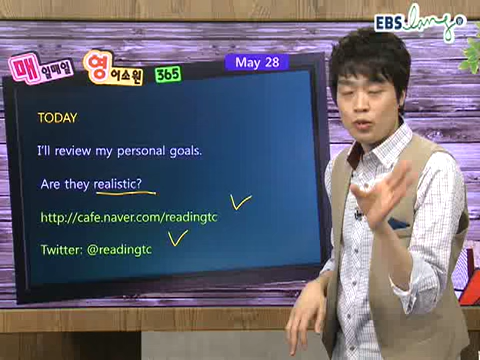 EBS lang
매일매일 영어소원 365
May 28
TODAY
I'll review my personal goals.
Are they realistic?
http://cafe.naver.com/readingtc
Twitter: @readingtc